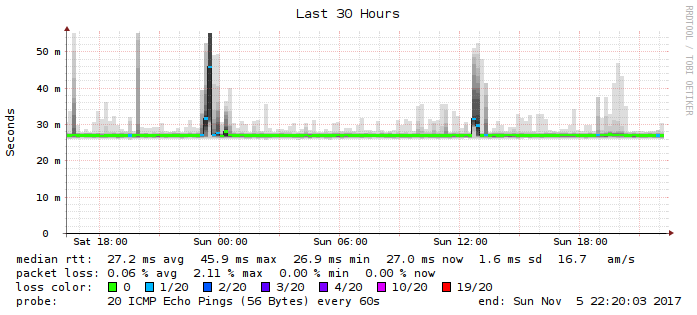 Last 30 Hours
RRDTOOL / TOBI OETIKER
Seconds
50 m
40 m
30 m
20 m
10 m
0
Sat 18:00 Sun 00:00 Sun 06:00 Sun 12:00 Sun 18:00
median rtt: 27.2 ms avg 45.9 ms max 26.9 ms min 27.0 ms now 1.6 ms sd 16.7 am/s
packet loss: 0.06 % avg 2.11 % max 0.00 % min 0.00 % now
loss color: 0 1/20 2/20 3/20 4/20 10/20 19/20
probe: 20 ICMP Echo Pings (56 Bytes) every 60s end: Sun Nov 5 22:20:03 2017